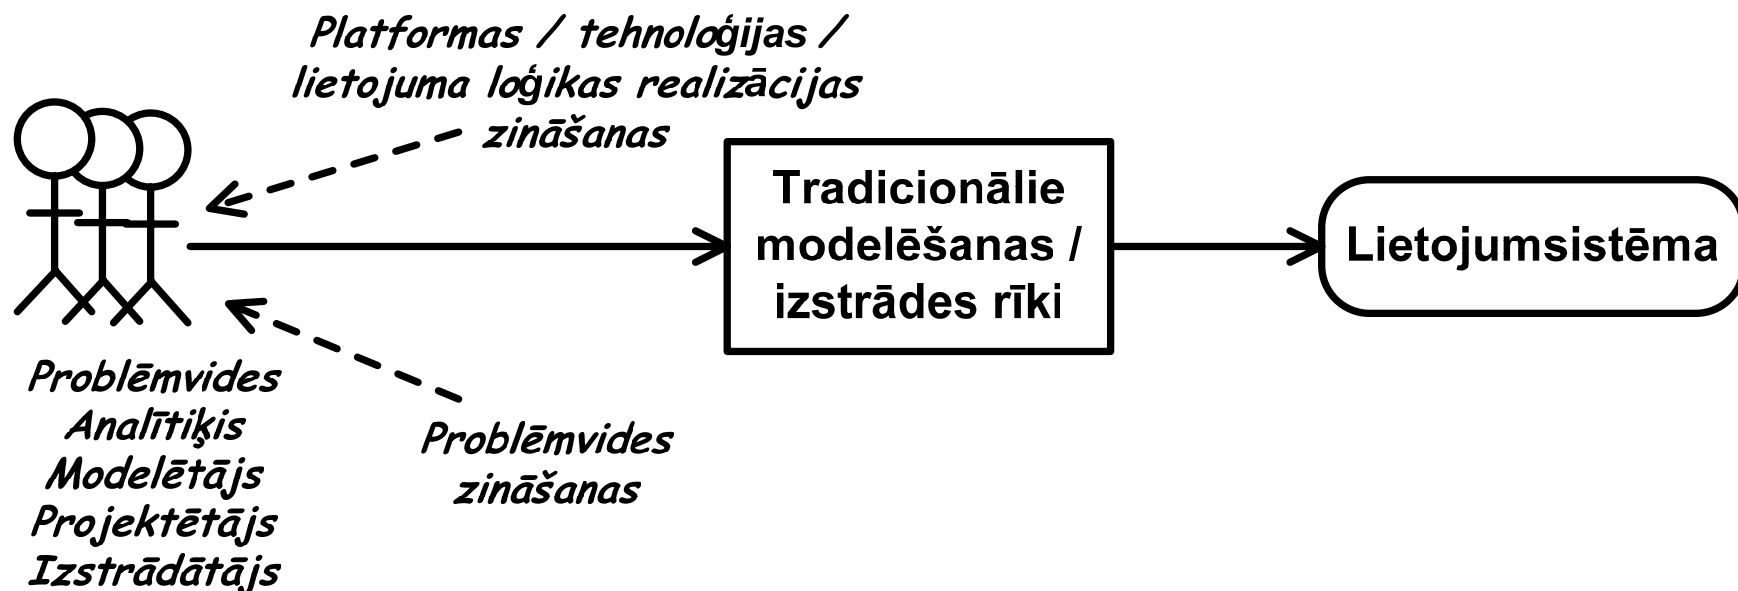 Platformas / tehnoloģijas /
lietojuma loģikas realizācijas
zināšanas
Tradicionālie
modelēšanas /
izstrādes rīki
Lietojumsistēma
Problēmvides
Analītiķis
Modelētājs
Projektētājs
Izstrādātājs
Problēmvides
zināšanas